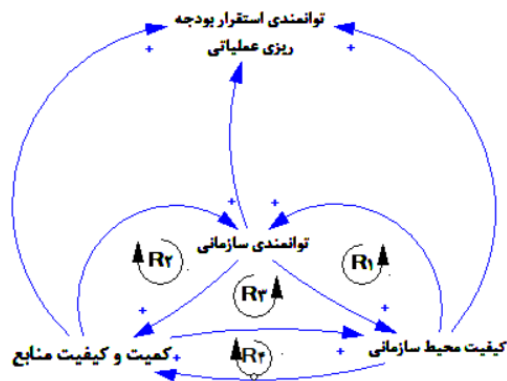 توانمندی استقرار بودجه
ریزی عملیاتی
+ +
+ +
توانمندی سازمانی
R۲ R۱
R۳
+ +
کیفیت محیط سازمانی
کمیت و کیفیت منابع
+ R۴ +